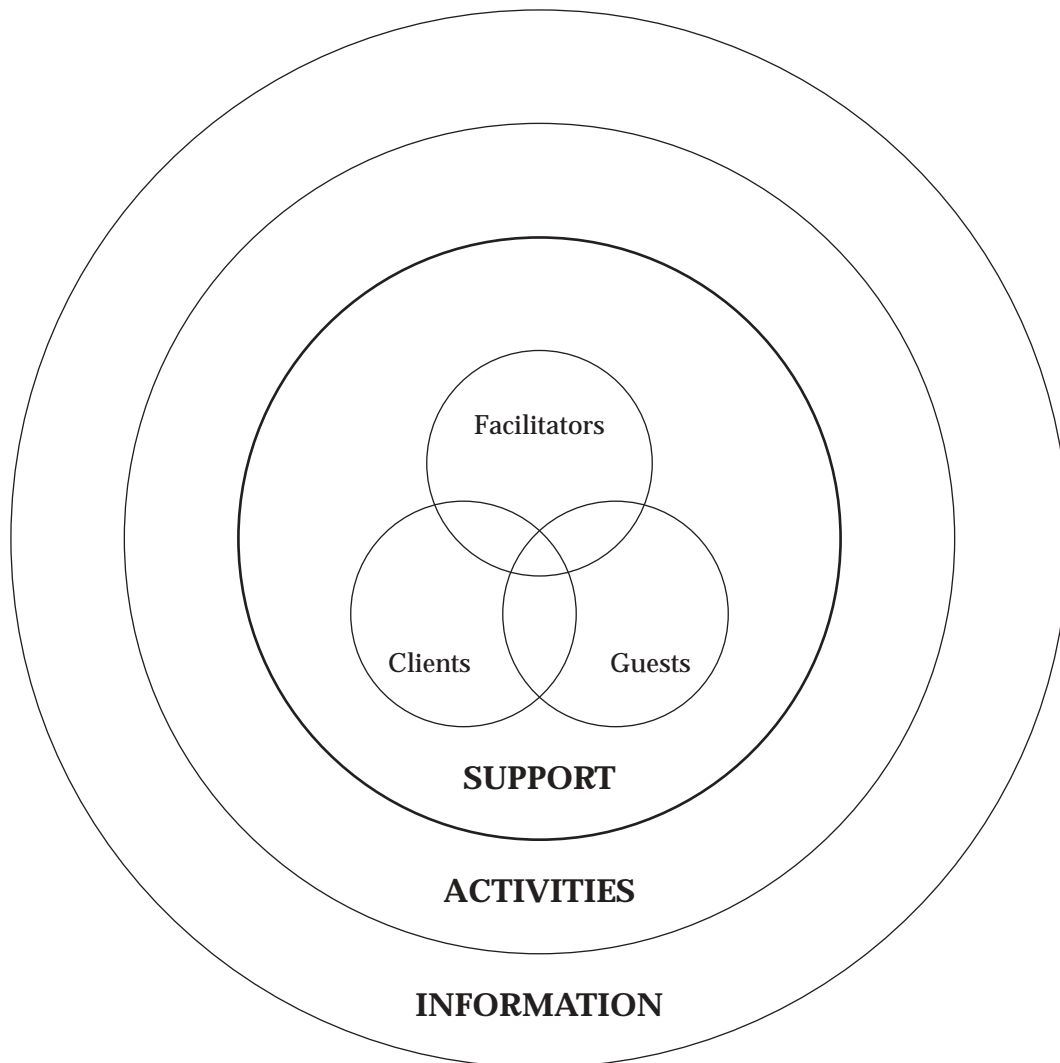 Facilitators
Clients
Guests
SUPPORT
ACTIVITIES
INFORMATION